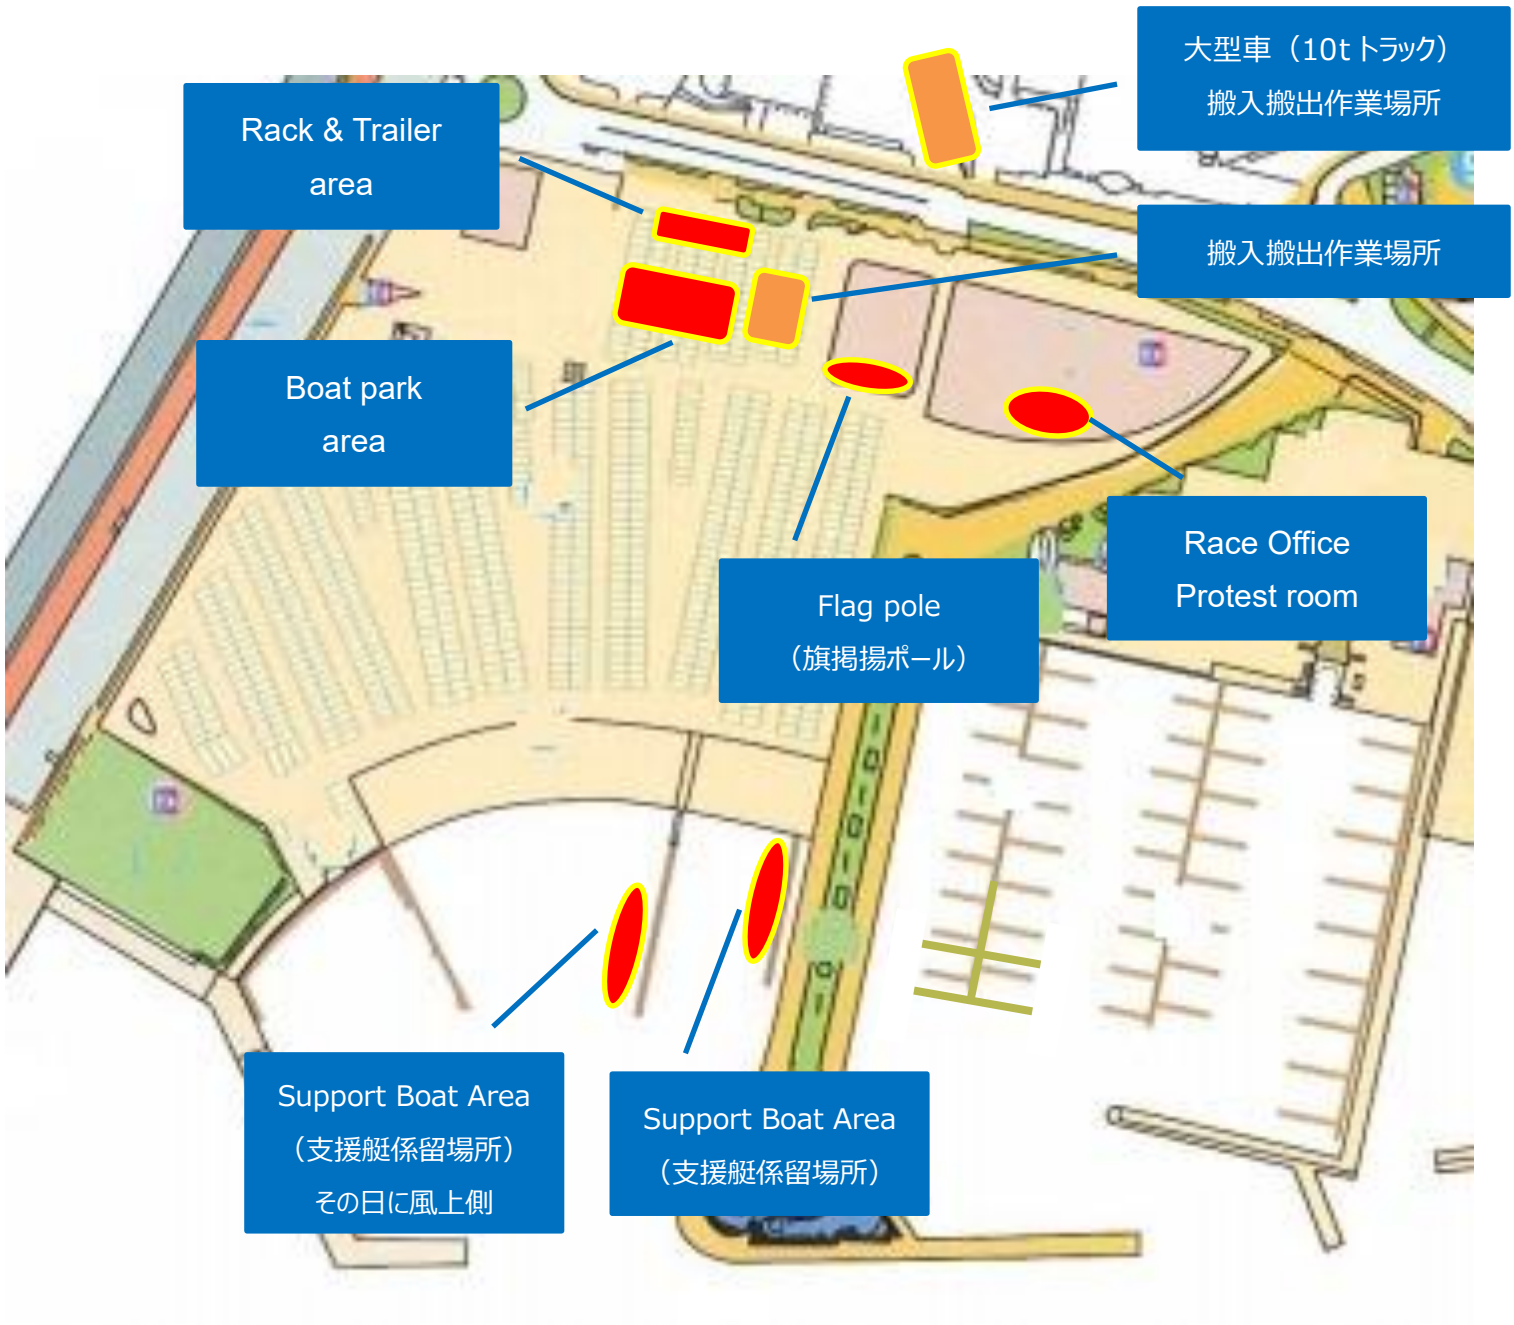 大型車（10tトラック）
搬入搬出作業場所
Rack & Trailer
area
搬入搬出作業場所
Boat park
area
Race Office
Protest room
Flag pole
（旗掲揚ポール）
Support Boat Area
（支援艇係留場所）
その日に風上側
Support Boat Area
（支援艇係留場所）